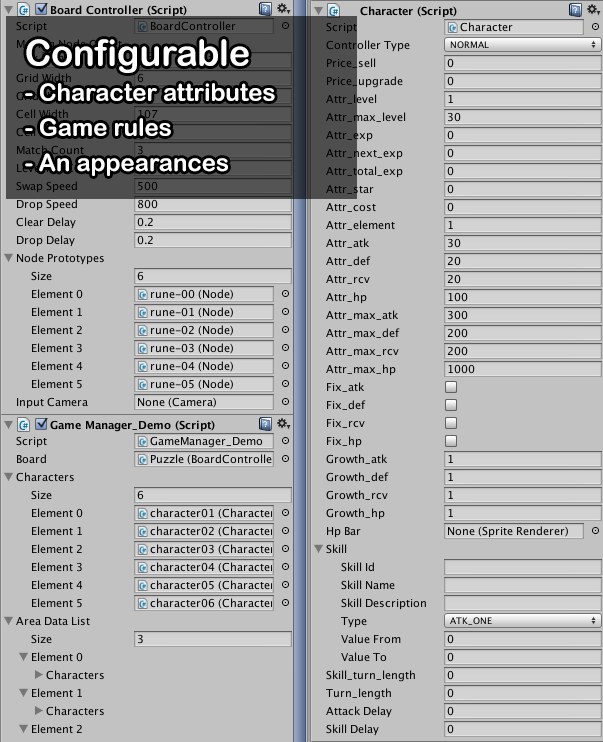 Board Controller (Script)
Script BoardController
Configurable
Grid Width 6
- Character attributes
Cell Width 107
- Game rules
Match Count 3
- An appearances
Swap Speed 500
Drop Speed 800
Clear Delay 0.2
Drop Delay 0.2
Node Prototypes
Size 6
Element 0 rune-00 (Node)
Element 1 rune-01 (Node)
Element 2 rune-02 (Node)
Element 3 rune-03 (Node)
Element 4 rune-04 (Node)
Element 5 rune-05 (Node)
Input Camera None (Camera)
Game Manager_Demo (Script)
Script GameManager_Demo
Board Puzzle (BoardControlle
Characters
Size 6
Element 0 character01 (Character
Element 1 character02 (Character
Element 2 character03 (Character
Element 3 character04 (Character
Element 4 character05 (Character
Element 5 character06 (Character
Area Data List
Size 3
Element 0
Characters
Element 1
Characters
Element 2
Character (Script)
Script Character
Controller Type NORMAL
Price_sell 0
Price_upgrade 0
Attr_level 1
Attr_max_level 30
Attr_exp 0
Attr_next_exp 0
Attr_total_exp 0
Attr_star 0
Attr_cost 0
Attr_element 1
Attr_atk 30
Attr_def 20
Attr_rcv 20
Attr_hp 100
Attr_max_atk 300
Attr_max_def 200
Attr_max_rcv 200
Attr_max_hp 1000
Fix_atk
Fix_def
Fix_rcv
Fix_hp
Growth_atk 1
Growth_def 1
Growth_rcv 1
Growth_hp 1
Hp Bar None (Sprite Renderer)
Skill
Skill Id
Skill Name
Skill Description
Type ATK_ONE
Value From 0
Value To 0
Skill_turn_length 0
Turn_length 0
Attack Delay 0
Skill Delay 0